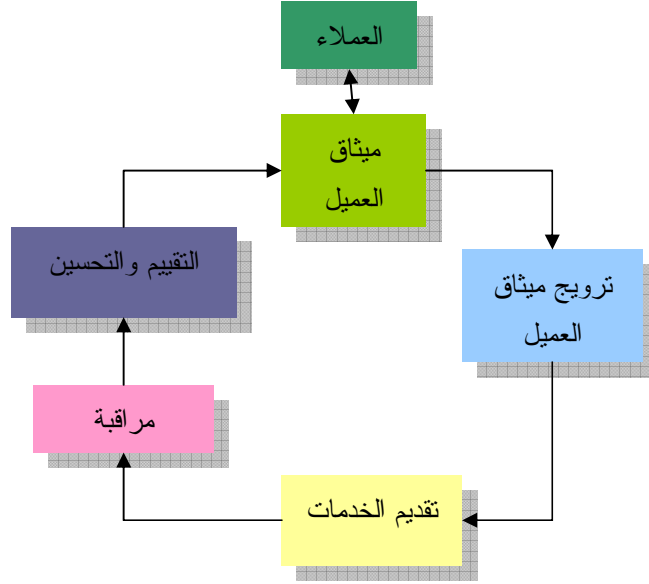 العملاء
ميثاق
العميل
التقييم والتحسين
ترويج ميثاق
العميل
مراقبة
تقديم الخدمات